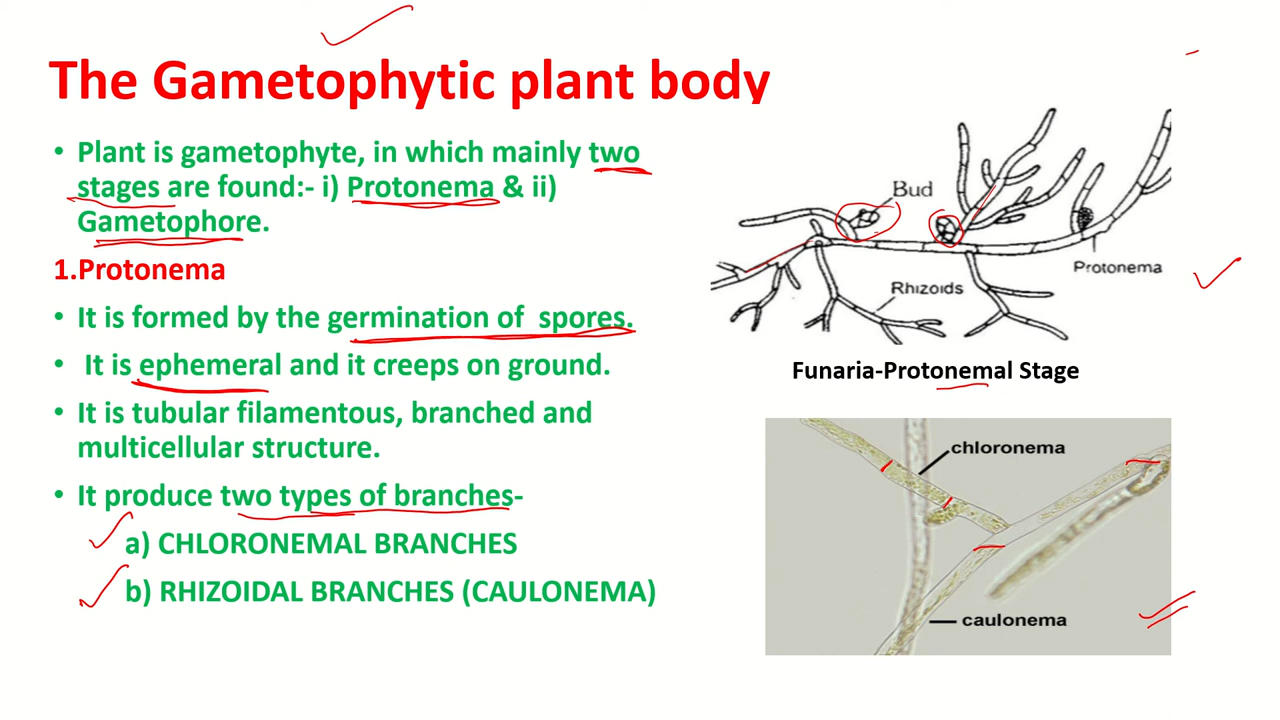 The Gametophytic plant body
• Plant is gametophyte, in which mainly two
stages are found:- i) Protonema & ii)
Gametophore.
1.Protonema
• It is formed by the germination of spores.
• It is ephemeral and it creeps on ground.
• It is tubular filamentous, branched and
multicellular structure.
• It produce two types of branches-
a) CHLORONEMAL BRANCHES
b) RHIZOIDAL BRANCHES (CAULONEMA)
Bud
Protonema
Rhizoids
Funaria-Protonemal Stage
chloronema
caulonema